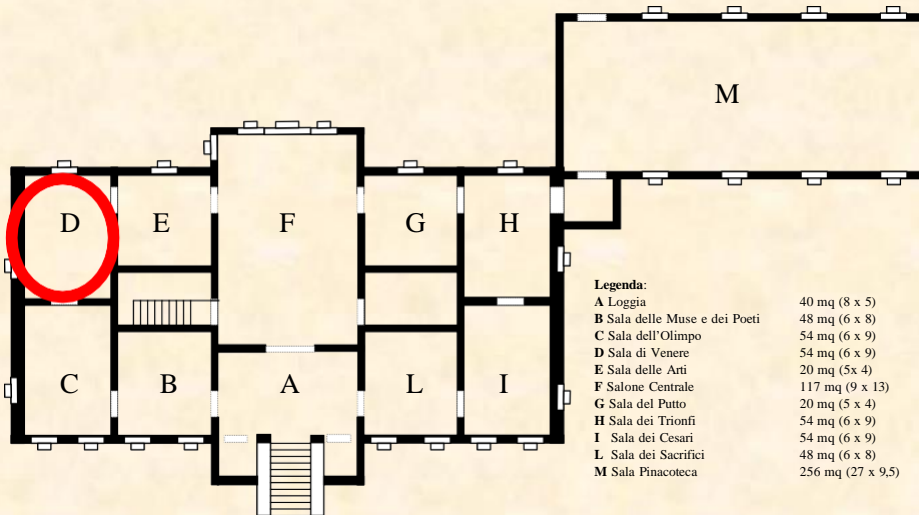 M
D
E
F
G
H
C
B
A
L
I
Legenda:
A Loggia 40 mq (8 x 5)
B Sala delle Muse e dei Poeti 48 mq (6 x 8)
C Sala dell'Olimpo 54 mq (6 x 9)
D Sala di Venere 54 mq (6 x 9)
E Sala delle Arti 20 mq (5x 4)
F Salone Centrale 117 mq (9 x 13)
G Sala del Putto 20 mq (5 x 4)
H Sala dei Trionfi 54 mq (6 x 9)
I Sala dei Cesari 54 mq (6 x 9)
L Sala dei Sacrifici 48 mq (6 x 8)
M Sala Pinacoteca 256 mq (27 x 9,5)